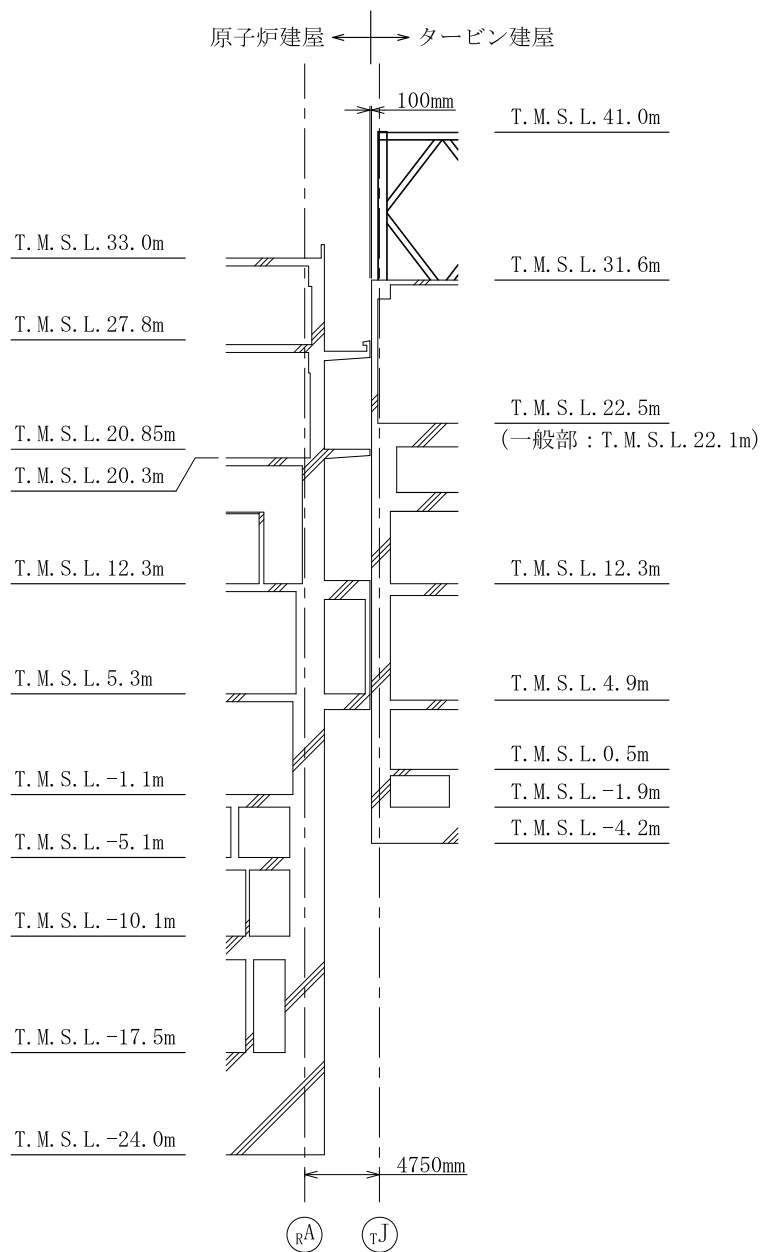 原子炉建屋 タービン建屋
100mm
T.M.S.L.41.0m
T.M.S.L.33.0m
T.M.S.L.31.6m
T.M.S.L.27.8m
T.M.S.L.22.5m
(一般部:T.M.S.L.22.1m)
T.M.S.L.20.85m
T.M.S.L.20.3m
T.M.S.L.12.3m
T.M.S.L.12.3m
T.M.S.L.5.3m
T.M.S.L.4.9m
T.M.S.L.0.5m
T.M.S.L.-1.1m
T.M.S.L.-1.9m
T.M.S.L.-4.2m
T.M.S.L.-5.1m
T.M.S.L.-10.1m
T.M.S.L.-17.5m
T.M.S.L.-24.0m
4750mm
RA TJ